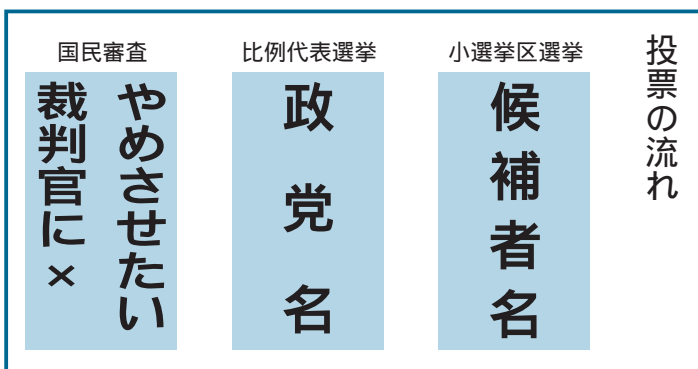 投票の流れ
小選挙区選挙
候補者名
比例代表選挙
政党名
国民審査
やめさせたい
裁判官に×